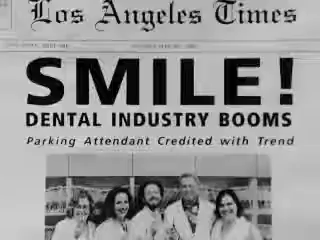 Los Angeles Times
SMILE!
DENTAL INDUSTRY BOOMS
Parking Attendant Credited with Trend